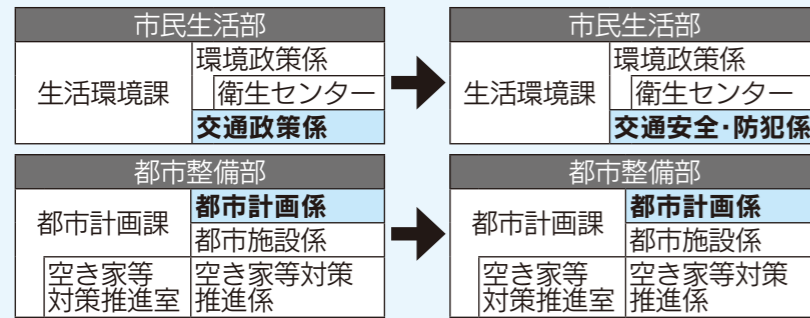 市民生活部
生活環境課
環境政策係
衛生センター
交通政策係
市民生活部
生活環境課
環境政策係
衛生センター
交通安全・防犯係
都市整備部
都市計画課
都市計画係
都市施設係
空き家等
対策推進室
空き家等対策
推進係
都市整備部
都市計画課
都市計画係
都市施設係
空き家等
対策推進室
空き家等対策
推進係